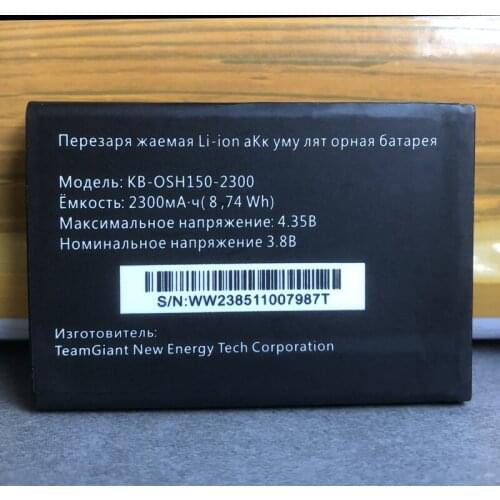 Перезаря жаемая Li-ion аКк уму лят орная батарея
Модель: KB-OSH150-2300
Ёмкость: 2300мА·ч( 8 ,74 Wh)
Максимальное напряжение: 4.35В
Номинальное напряжение 3.8В
S/N:WW238511007987T
Изготовитель:
TeamGiant New Energy Tech Corporation